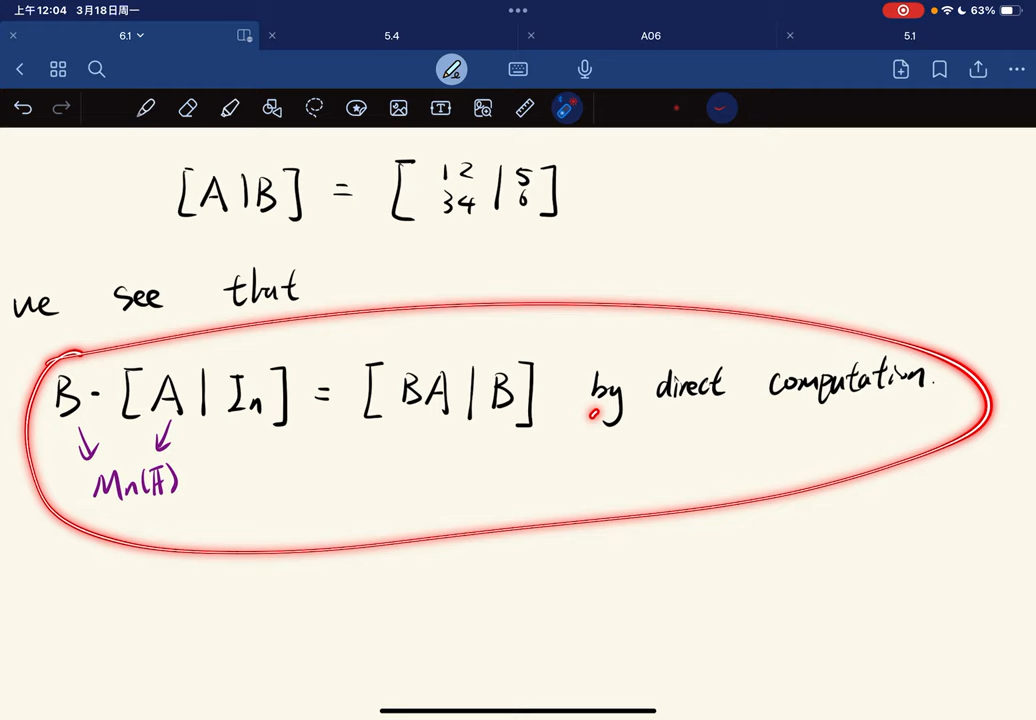 上午12:04 3月18日周一 63%
6.1 5.4 A06 5.1
[A|B] = [ 1 2 | 5
3 4 | 6 ]
we see that
B · [A | In] = [BA | B] by direct computation.
Mn(𝔽)